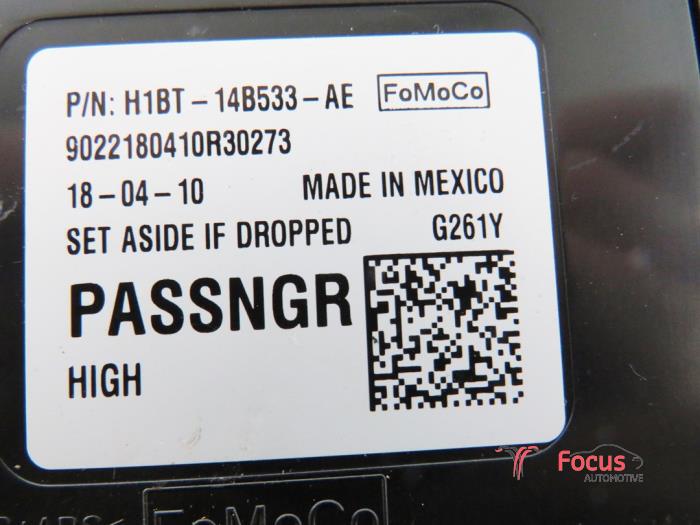 P/N: H1BT-14B533-AE FoMoCo
9022180410R30273
18-04-10 MADE IN MEXICO
SET ASIDE IF DROPPED G261Y
PASSNGR
HIGH
Focus
AUTOMOTIVE
FoMoCo